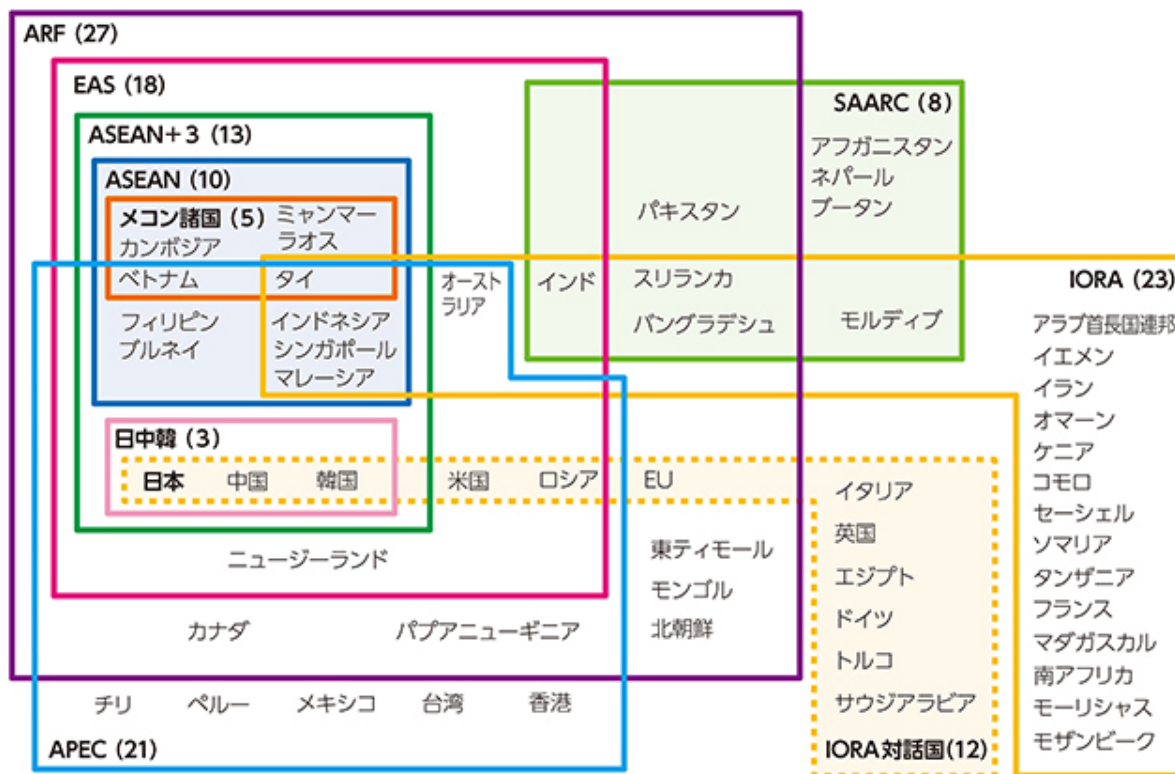 ARF (27)
EAS (18)
SAARC (8)
ASEAN+3 (13)
アフガニスタン
ネパール
ブータン
ASEAN (10)
メコン諸国 (5)
ミャンマー
カンボジア
ラオス
ベトナム
タイ
パキスタン
オースト
ラリア
インド
スリランカ
バングラデシュ
モルディブ
IORA (23)
フィリピン
ブルネイ
インドネシア
シンガポール
マレーシア
アラブ首長国連邦
イエメン
イラン
オマーン
ケニア
コモロ
セーシェル
ソマリア
タンザニア
フランス
マダガスカル
南アフリカ
モーリシャス
モザンビーク
日中韓 (3)
日本 中国 韓国 米国 ロシア EU
イタリア
英国
エジプト
ドイツ
トルコ
サウジアラビア
IORA対話国(12)
ニュージーランド
東ティモール
モンゴル
北朝鮮
カナダ パプアニューギニア
チリ ペルー メキシコ 台湾 香港
APEC (21)